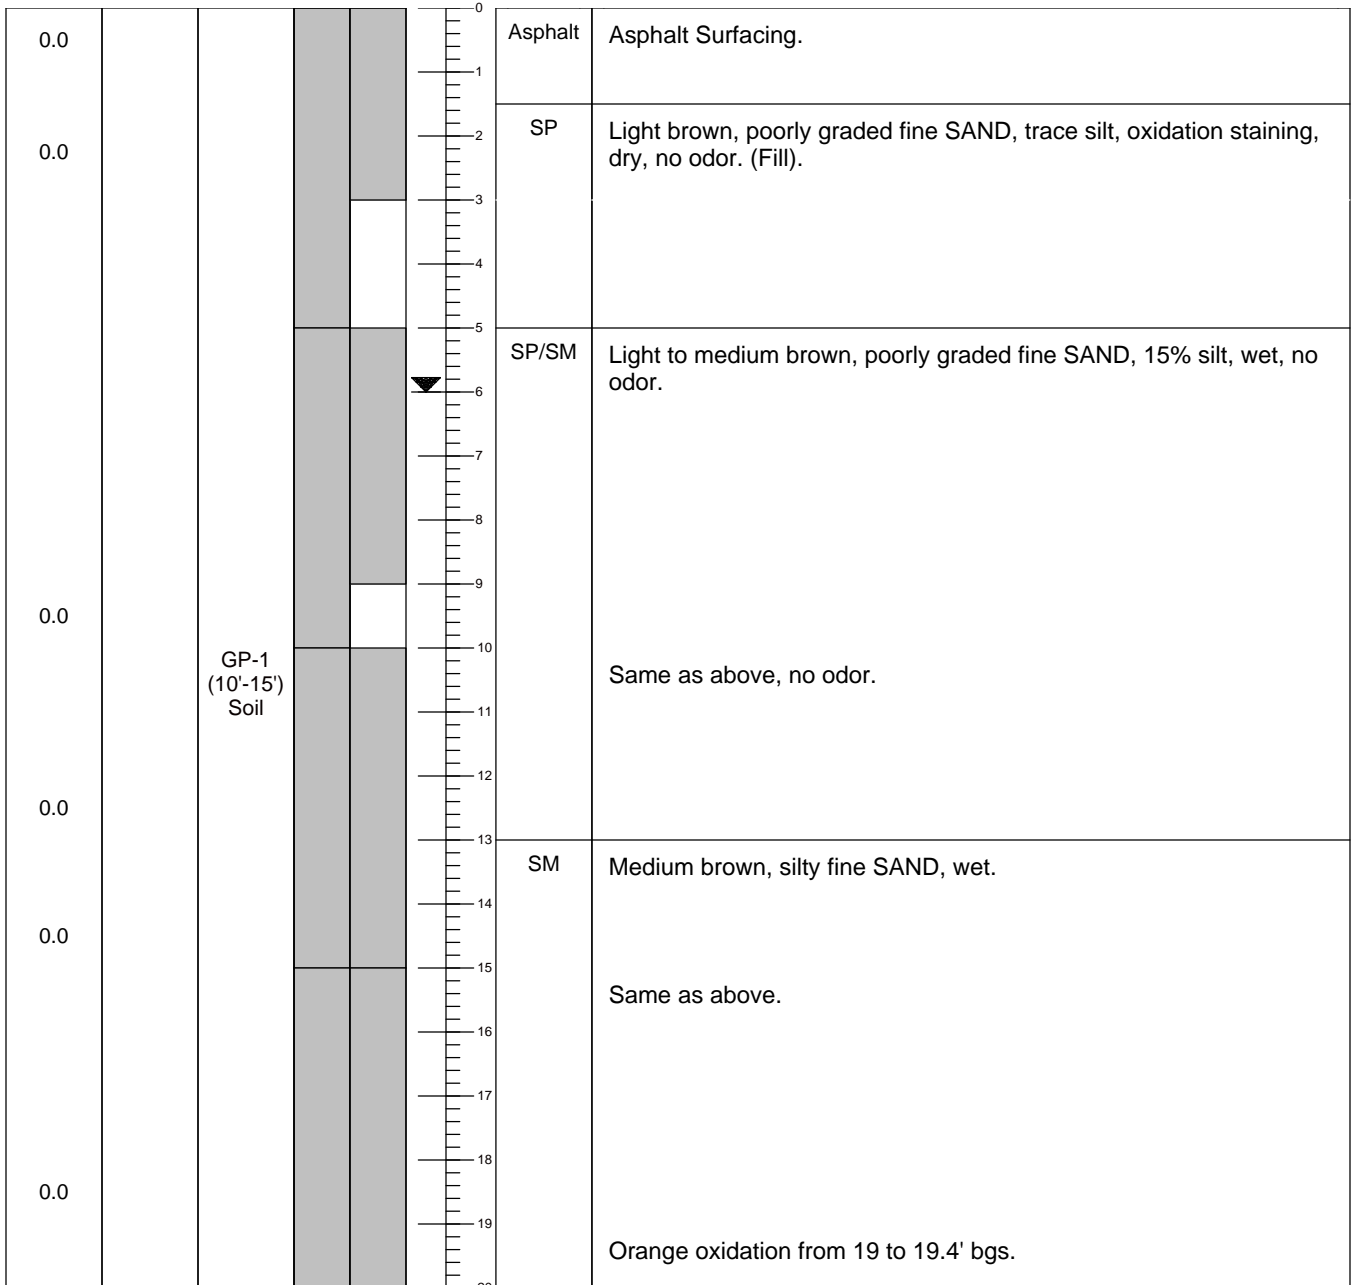 0
0.0
Asphalt
Asphalt Surfacing.
1
SP
Light brown, poorly graded fine SAND, trace silt, oxidation staining,
dry, no odor. (Fill).
2
0.0
3
4
5
SP/SM
Light to medium brown, poorly graded fine SAND, 15% silt, wet, no
odor.
6
7
8
9
0.0
10
GP-1
(10'-15')
Soil
Same as above, no odor.
11
12
0.0
13
SM
Medium brown, silty fine SAND, wet.
14
0.0
15
Same as above.
16
17
18
0.0
19
Orange oxidation from 19 to 19.4' bgs.